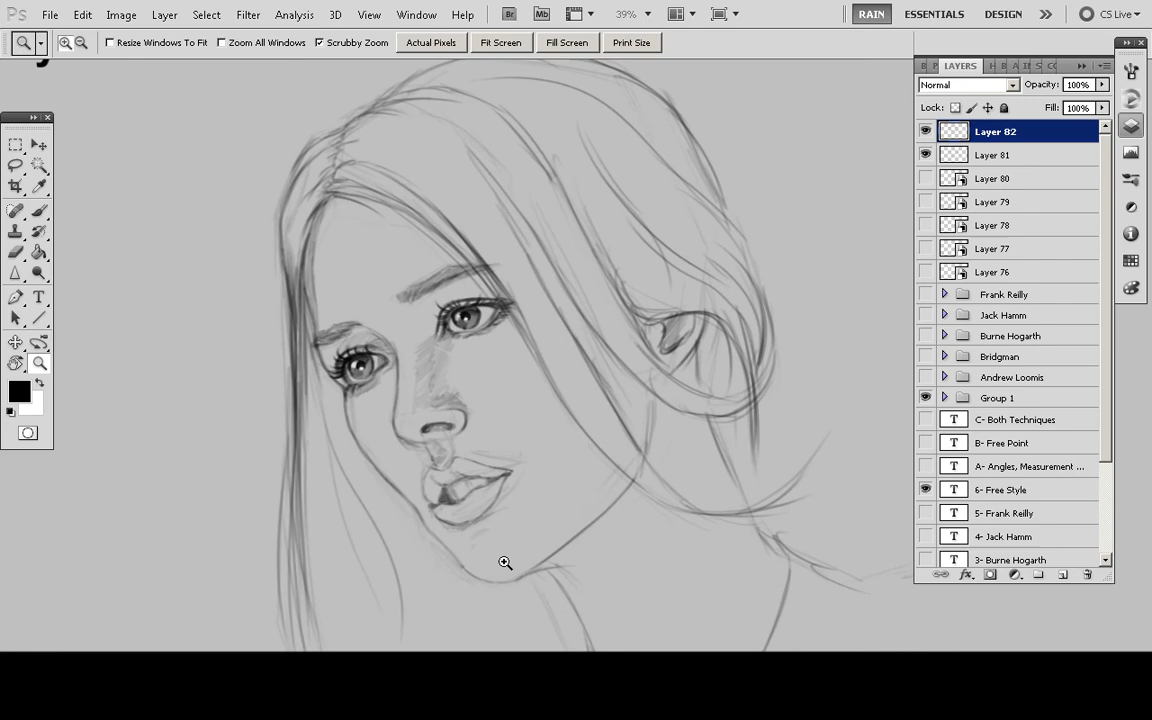 Ps File Edit Image Layer Select Filter Analysis 3D View Window Help Br Mb 39% RAIN ESSENTIALS DESIGN CS Live
Resize Windows To Fit Zoom All Windows Scrubby Zoom Actual Pixels Fit Screen Fill Screen Print Size
LAYERS
Normal Opacity: 100%
Lock: Fill: 100%
Layer 82
Layer 81
Layer 80
Layer 79
Layer 78
Layer 77
Layer 76
Frank Reilly
Jack Hamm
Burne Hogarth
Bridgman
Andrew Loomis
Group 1
T C- Both Techniques
T B- Free Point
T A- Angles, Measurement ...
T 6- Free Style
T 5- Frank Reilly
T 4- Jack Hamm
T 3- Burne Hogarth